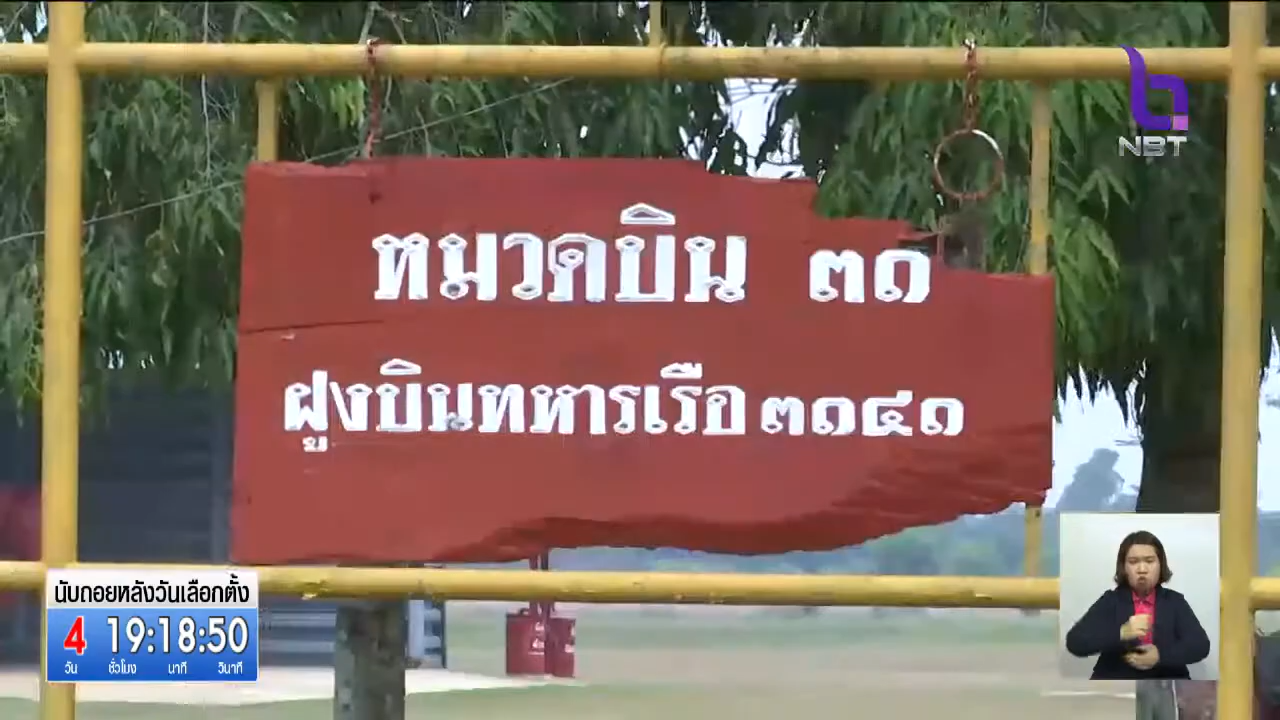 NBT
หมวดบิน ๓๑
ฝูงบินทหารเรือ ๓๑๕๑
นับถอยหลังวันเลือกตั้ง
4 19:18:50
วัน ชั่วโมง นาที วินาที